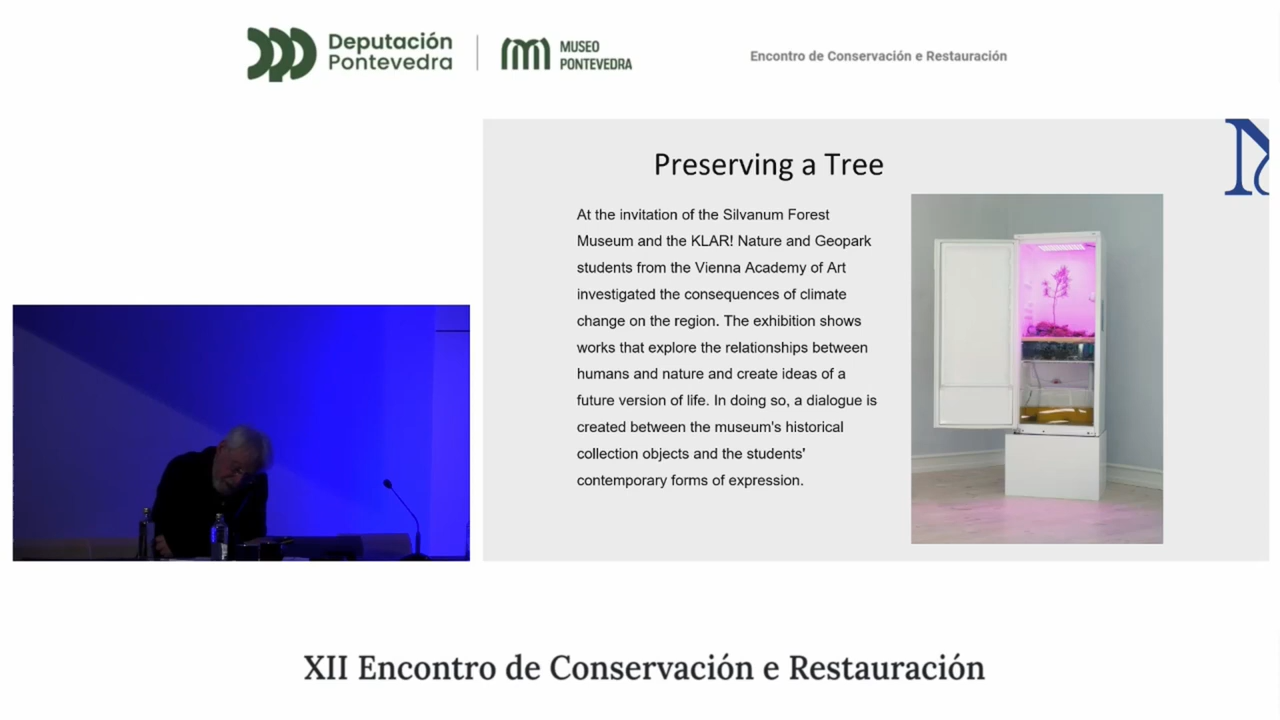 Deputación
Pontevedra
MUSEO
PONTEVEDRA
Encontro de Conservación e Restauración
Preserving a Tree
At the invitation of the Silvanum Forest
Museum and the KLAR! Nature and Geopark
students from the Vienna Academy of Art
investigated the consequences of climate
change on the region. The exhibition shows
works that explore the relationships between
humans and nature and create ideas of a
future version of life. In doing so, a dialogue is
created between the museum's historical
collection objects and the students'
contemporary forms of expression.
XII Encontro de Conservación e Restauración